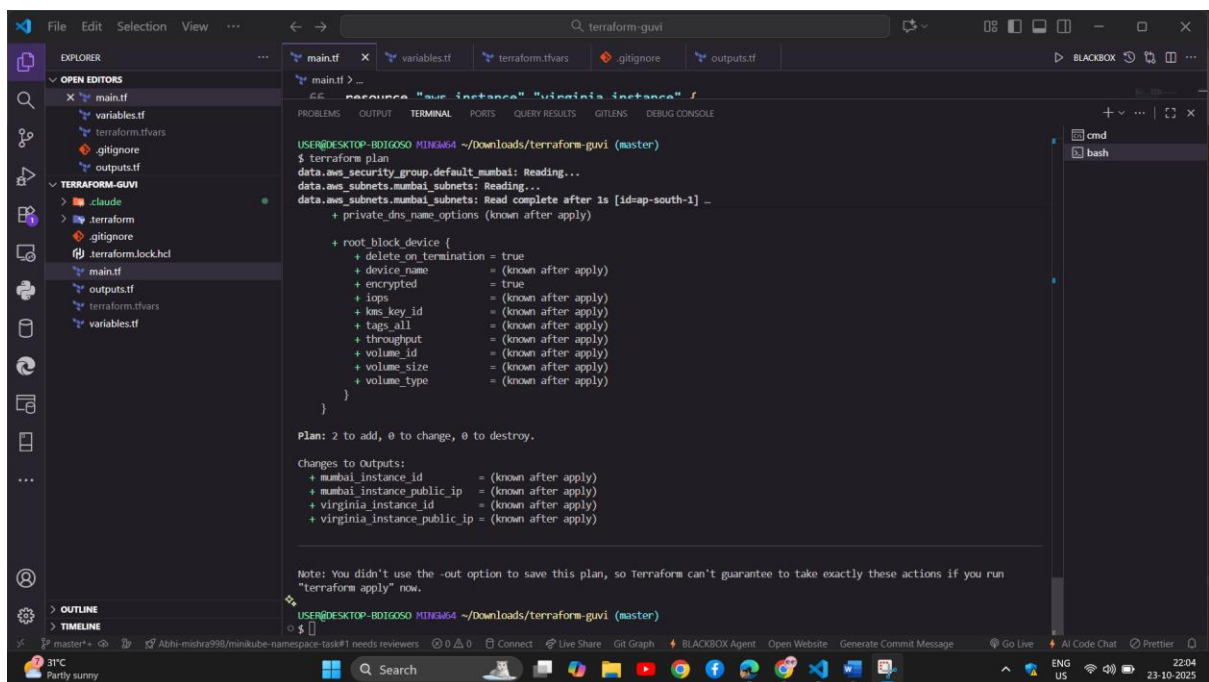 File Edit Selection View ...
terraform-guvi
EXPLORER ...
main.tf
variables.tf
terraform.tfvars
.gitignore
outputs.tf
BLACKBOX
OPEN EDITORS
main.tf
variables.tf
terraform.tfvars
.gitignore
outputs.tf
TERRAFORM-GUVI
.claude
.terraform
.gitignore
.terraform.lock.hcl
main.tf
outputs.tf
terraform.tfvars
variables.tf
OUTLINE
TIMELINE
main.tf > ...
66 resource "aws_instance" "virginia_instance" {
PROBLEMS OUTPUT TERMINAL PORTS QUERY RESULTS GITLENS DEBUG CONSOLE
cmd
bash
USER@DESKTOP-BDIGOSO MINGW64 ~/Downloads/terraform-guvi (master)
$ terraform plan
data.aws_security_group.default_mumbai: Reading...
data.aws_subnets.mumbai_subnets: Reading...
data.aws_subnets.mumbai_subnets: Read complete after 1s [id=ap-south-1] …
+ private_dns_name_options (known after apply)
+ root_block_device {
+ delete_on_termination = true
+ device_name = (known after apply)
+ encrypted = true
+ iops = (known after apply)
+ kms_key_id = (known after apply)
+ tags_all = (known after apply)
+ throughput = (known after apply)
+ volume_id = (known after apply)
+ volume_size = (known after apply)
+ volume_type = (known after apply)
}
}
Plan: 2 to add, 0 to change, 0 to destroy.
Changes to Outputs:
+ mumbai_instance_id = (known after apply)
+ mumbai_instance_public_ip = (known after apply)
+ virginia_instance_id = (known after apply)
+ virginia_instance_public_ip = (known after apply)
Note: You didn't use the -out option to save this plan, so Terraform can't guarantee to take exactly these actions if you run
"terraform apply" now.
USER@DESKTOP-BDIGOSO MINGW64 ~/Downloads/terraform-guvi (master)
$
master*+ Abhi-mishra998/minikube-namespace-task#1 needs reviewers 0 0 Connect 0 Live Share Git Graph BLACKBOX Agent Open Website Generate Commit Message Go Live AI Code Chat Prettier
7
31°C
Partly sunny
Search
ENG
US
22:04
23-10-2025